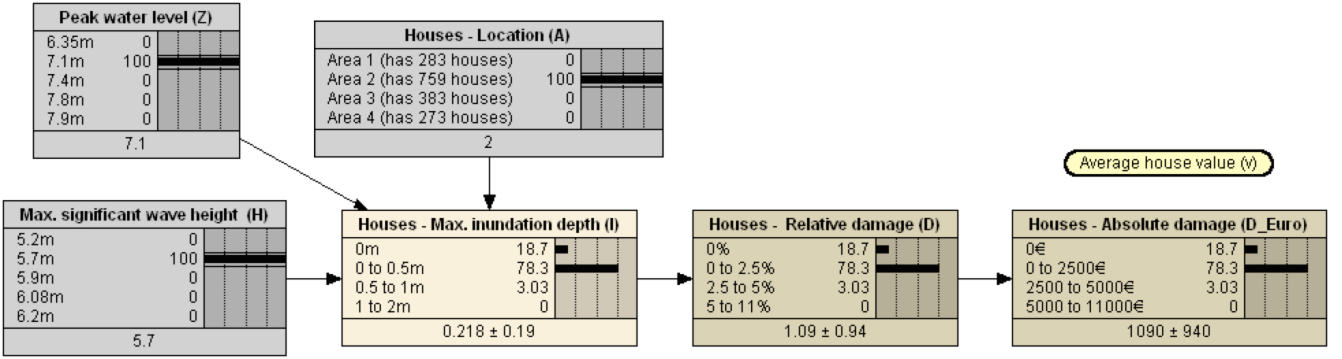 Peak water level (Z)
6.35m 0
7.1m 100
7.4m 0
7.8m 0
7.9m 0
7.1
Houses - Location (A)
Area 1 (has 283 houses) 0
Area 2 (has 759 houses) 100
Area 3 (has 383 houses) 0
Area 4 (has 273 houses) 0
2
Average house value (v)
Max. significant wave height (H)
5.2m 0
5.7m 100
5.9m 0
6.08m 0
6.2m 0
5.7
Houses - Max. inundation depth (I)
0m 18.7
0 to 0.5m 78.3
0.5 to 1m 3.03
1 to 2m 0
0.218 ± 0.19
Houses - Relative damage (D)
0% 18.7
0 to 2.5% 78.3
2.5 to 5% 3.03
5 to 11% 0
1.09 ± 0.94
Houses - Absolute damage (D_Euro)
0€ 18.7
0 to 2500€ 78.3
2500 to 5000€ 3.03
5000 to 11000€ 0
1090 ± 940